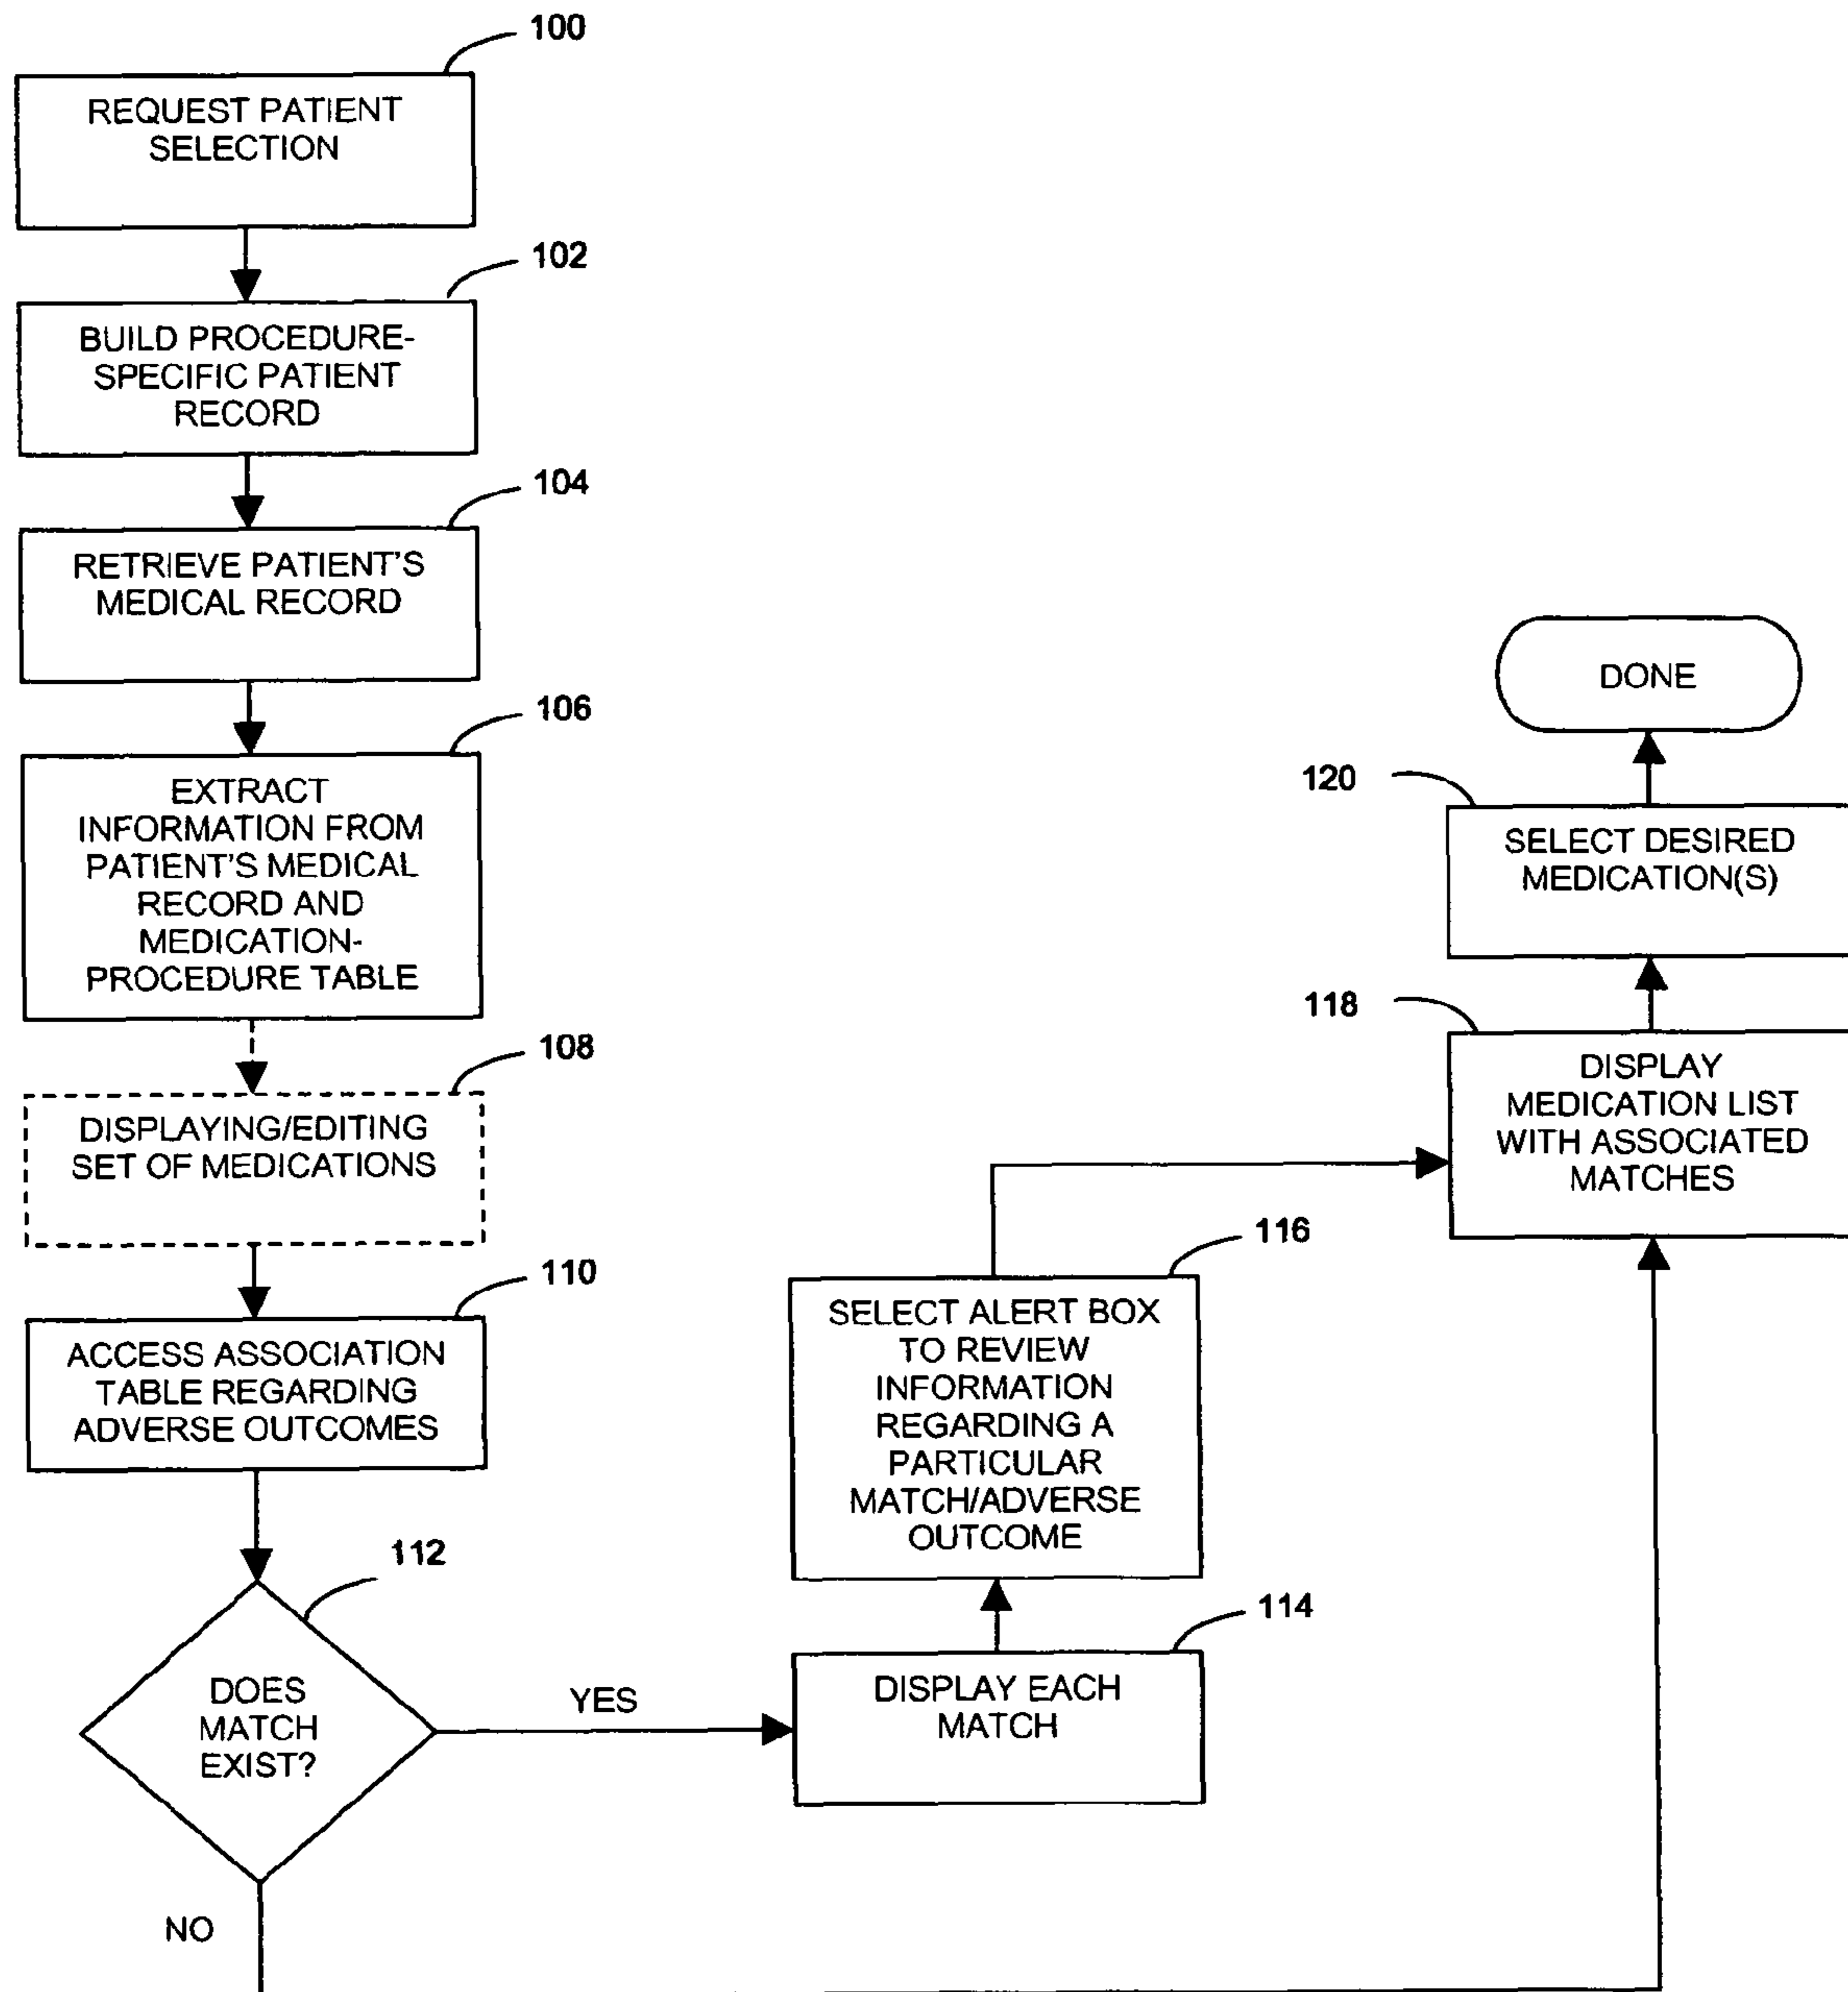 100
REQUEST PATIENT
SELECTION
102
BUILD PROCEDURE-
SPECIFIC PATIENT
RECORD
104
RETRIEVE PATIENT'S
MEDICAL RECORD
106
EXTRACT
INFORMATION FROM
PATIENT'S MEDICAL
RECORD AND
MEDICATION-
PROCEDURE TABLE
108
DISPLAYING/EDITING
SET OF MEDICATIONS
110
ACCESS ASSOCIATION
TABLE REGARDING
ADVERSE OUTCOMES
112
DOES
MATCH
EXIST?
YES
NO
114
DISPLAY EACH
MATCH
116
SELECT ALERT BOX
TO REVIEW
INFORMATION
REGARDING A
PARTICULAR
MATCH/ADVERSE
OUTCOME
118
DISPLAY
MEDICATION LIST
WITH ASSOCIATED
MATCHES
120
SELECT DESIRED
MEDICATION(S)
DONE